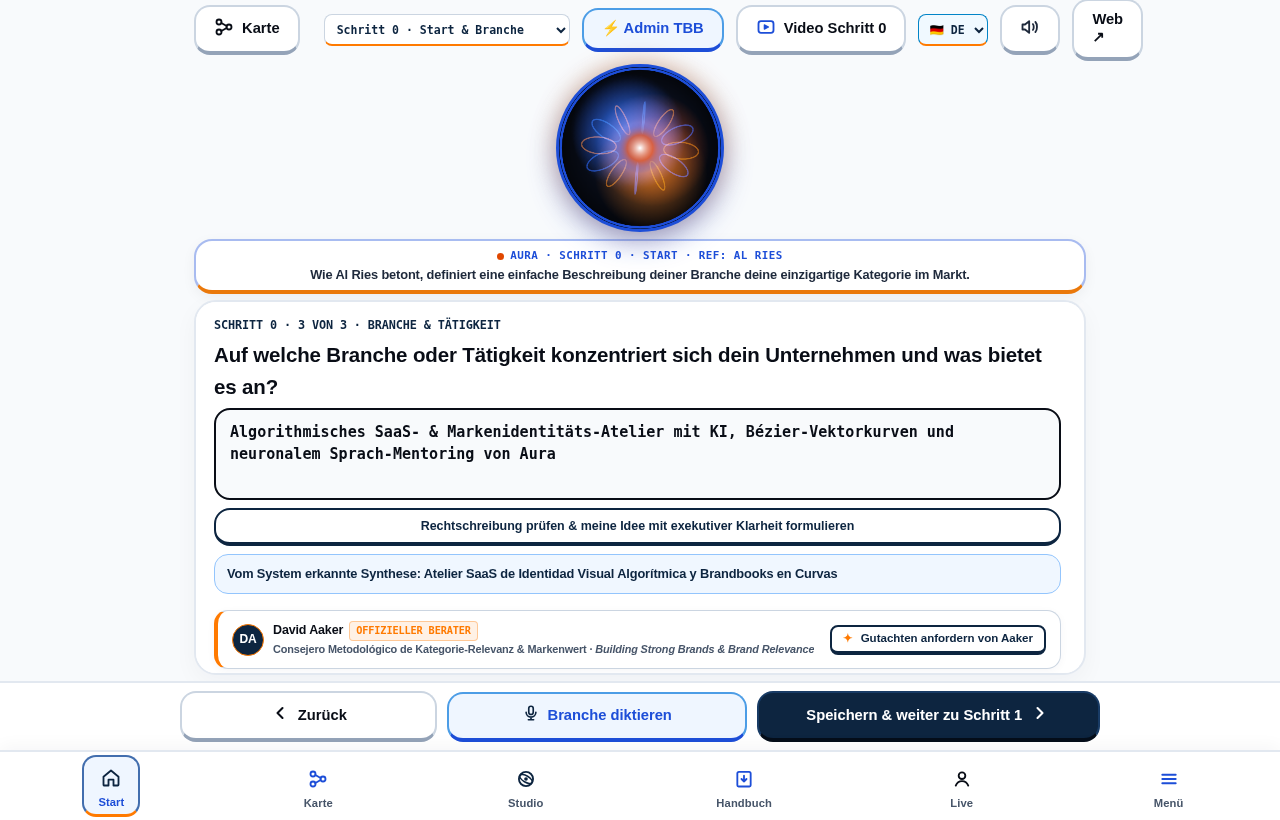 Karte
Schritt 0 · Start & Branche
⚡ Admin TBB
Video Schritt 0
🇩🇪 DE
Web
↗
AURA · SCHRITT 0 · START · REF: AL RIES
Wie Al Ries betont, definiert eine einfache Beschreibung deiner Branche deine einzigartige Kategorie im Markt.
SCHRITT 0 · 3 VON 3 · BRANCHE & TÄTIGKEIT
Auf welche Branche oder Tätigkeit konzentriert sich dein Unternehmen und was bietet
es an?
Algorithmisches SaaS- & Markenidentitäts-Atelier mit KI, Bézier-Vektorkurven und
neuronalem Sprach-Mentoring von Aura
Rechtschreibung prüfen & meine Idee mit exekutiver Klarheit formulieren
Vom System erkannte Synthese: Atelier SaaS de Identidad Visual Algorítmica y Brandbooks en Curvas
DA
David Aaker OFFIZIELLER BERATER
Consejero Metodológico de Kategorie-Relevanz & Markenwert · Building Strong Brands & Brand Relevance
✦ Gutachten anfordern von Aaker
Zurück
Branche diktieren
Speichern & weiter zu Schritt 1
Start
Karte
Studio
Handbuch
Live
Menü